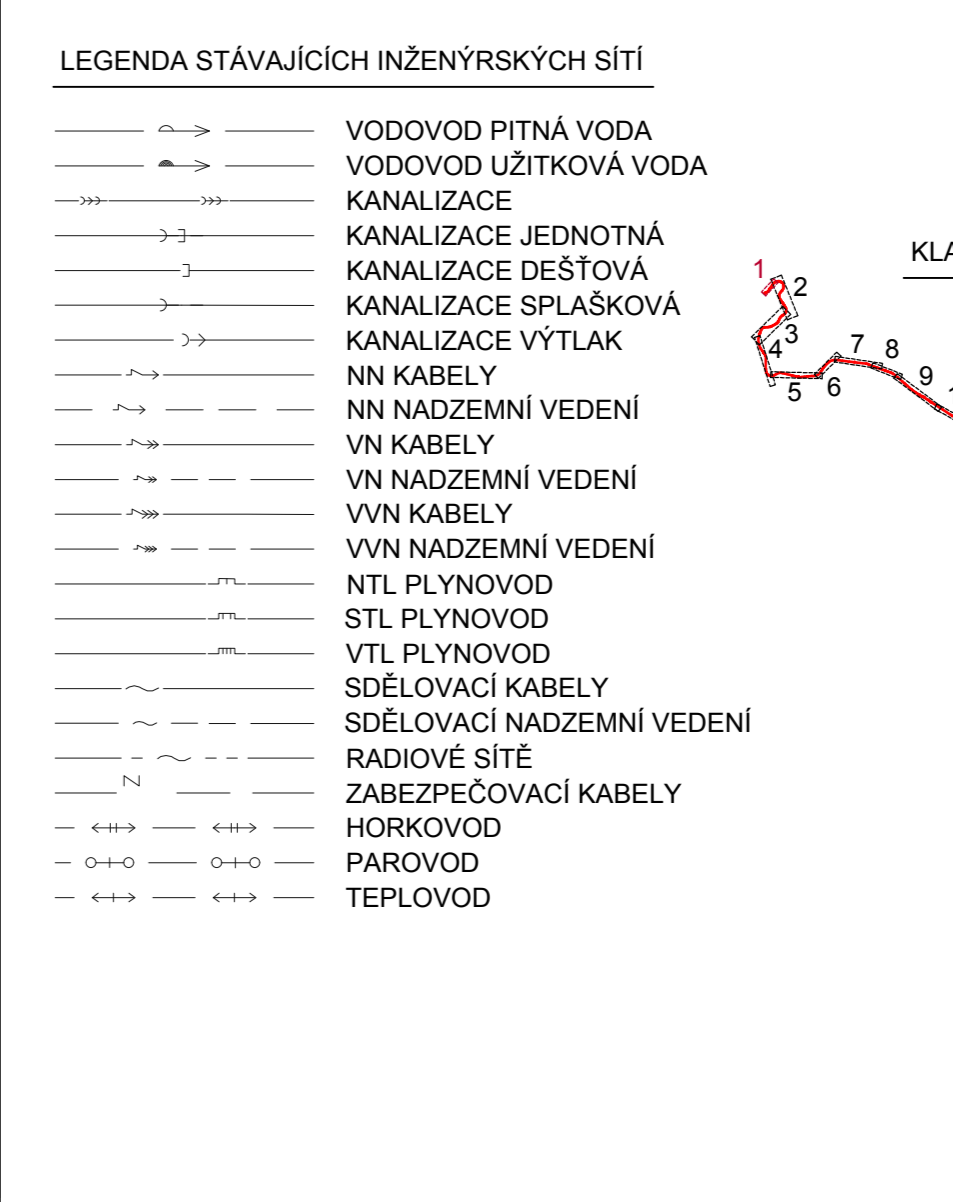 LEGENDA STÁVAJÍCÍCH INŽENÝRSKÝCH SÍTÍ
VODOVOD PITNÁ VODA
VODOVOD UŽITKOVÁ VODA
KANALIZACE
KANALIZACE JEDNOTNÁ
KANALIZACE DEŠŤOVÁ
KANALIZACE SPLAŠKOVÁ
KANALIZACE VÝTLAK
NN KABELY
NN NADZEMNÍ VEDENÍ
VN KABELY
VN NADZEMNÍ VEDENÍ
VVN KABELY
VVN NADZEMNÍ VEDENÍ
NTL PLYNOVOD
STL PLYNOVOD
VTL PLYNOVOD
SDĚLOVACÍ KABELY
SDĚLOVACÍ NADZEMNÍ VEDENÍ
RADIOVÉ SÍTĚ
ZABEZPEČOVACÍ KABELY
HORKOVOD
PAROVOD
TEPLOVOD
1
2
3
4
5
6
7
8
9